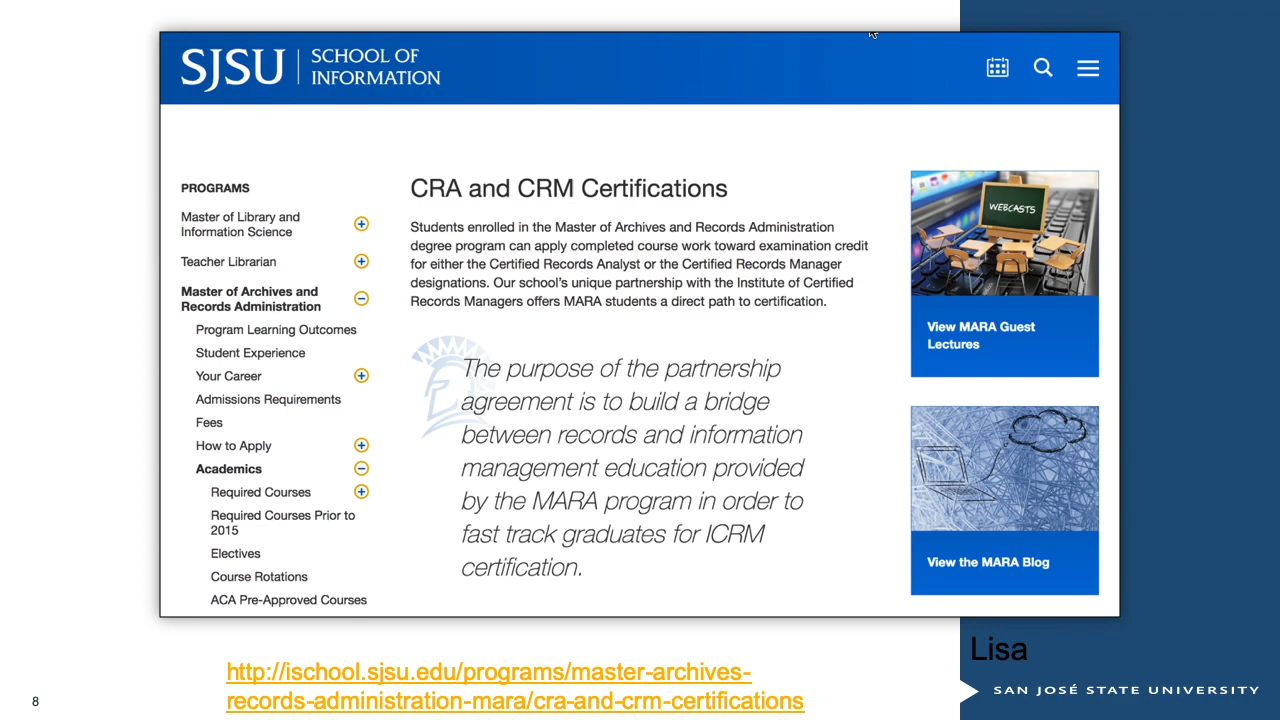 SJSU
SCHOOL OF
INFORMATION
PROGRAMS
Master of Library and
Information Science
Teacher Librarian
Master of Archives and
Records Administration
Program Learning Outcomes
Student Experience
Your Career
Admissions Requirements
Fees
How to Apply
Academics
Required Courses
Required Courses Prior to
2015
Electives
Course Rotations
ACA Pre-Approved Courses
CRA and CRM Certifications
Students enrolled in the Master of Archives and Records Administration
degree program can apply completed course work toward examination credit
for either the Certified Records Analyst or the Certified Records Manager
designations. Our school's unique partnership with the Institute of Certified
Records Managers offers MARA students a direct path to certification.
The purpose of the partnership
agreement is to build a bridge
between records and information
management education provided
by the MARA program in order to
fast track graduates for ICRM
certification.
WEBCASTS
View MARA Guest
Lectures
View the MARA Blog
Lisa
http://ischool.sjsu.edu/programs/master-archives-
records-administration-mara/cra-and-crm-certifications
SAN JOSÉ STATE UNIVERSITY
8